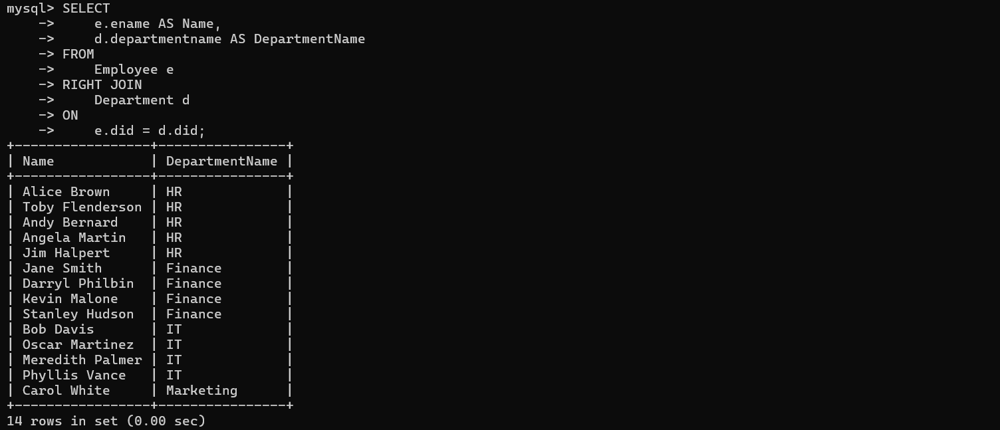 mysql> SELECT
    ->     e.ename AS Name,
    ->     d.departmentname AS DepartmentName
    -> FROM
    ->     Employee e
    -> RIGHT JOIN
    ->     Department d
    -> ON
    ->     e.did = d.did;
+-----------------+----------------+
| Name            | DepartmentName |
+-----------------+----------------+
| Alice Brown     | HR             |
| Toby Flenderson | HR             |
| Andy Bernard    | HR             |
| Angela Martin   | HR             |
| Jim Halpert     | HR             |
| Jane Smith      | Finance        |
| Darryl Philbin  | Finance        |
| Kevin Malone    | Finance        |
| Stanley Hudson  | Finance        |
| Bob Davis       | IT             |
| Oscar Martinez  | IT             |
| Meredith Palmer | IT             |
| Phyllis Vance   | IT             |
| Carol White     | Marketing      |
+-----------------+----------------+
14 rows in set (0.00 sec)